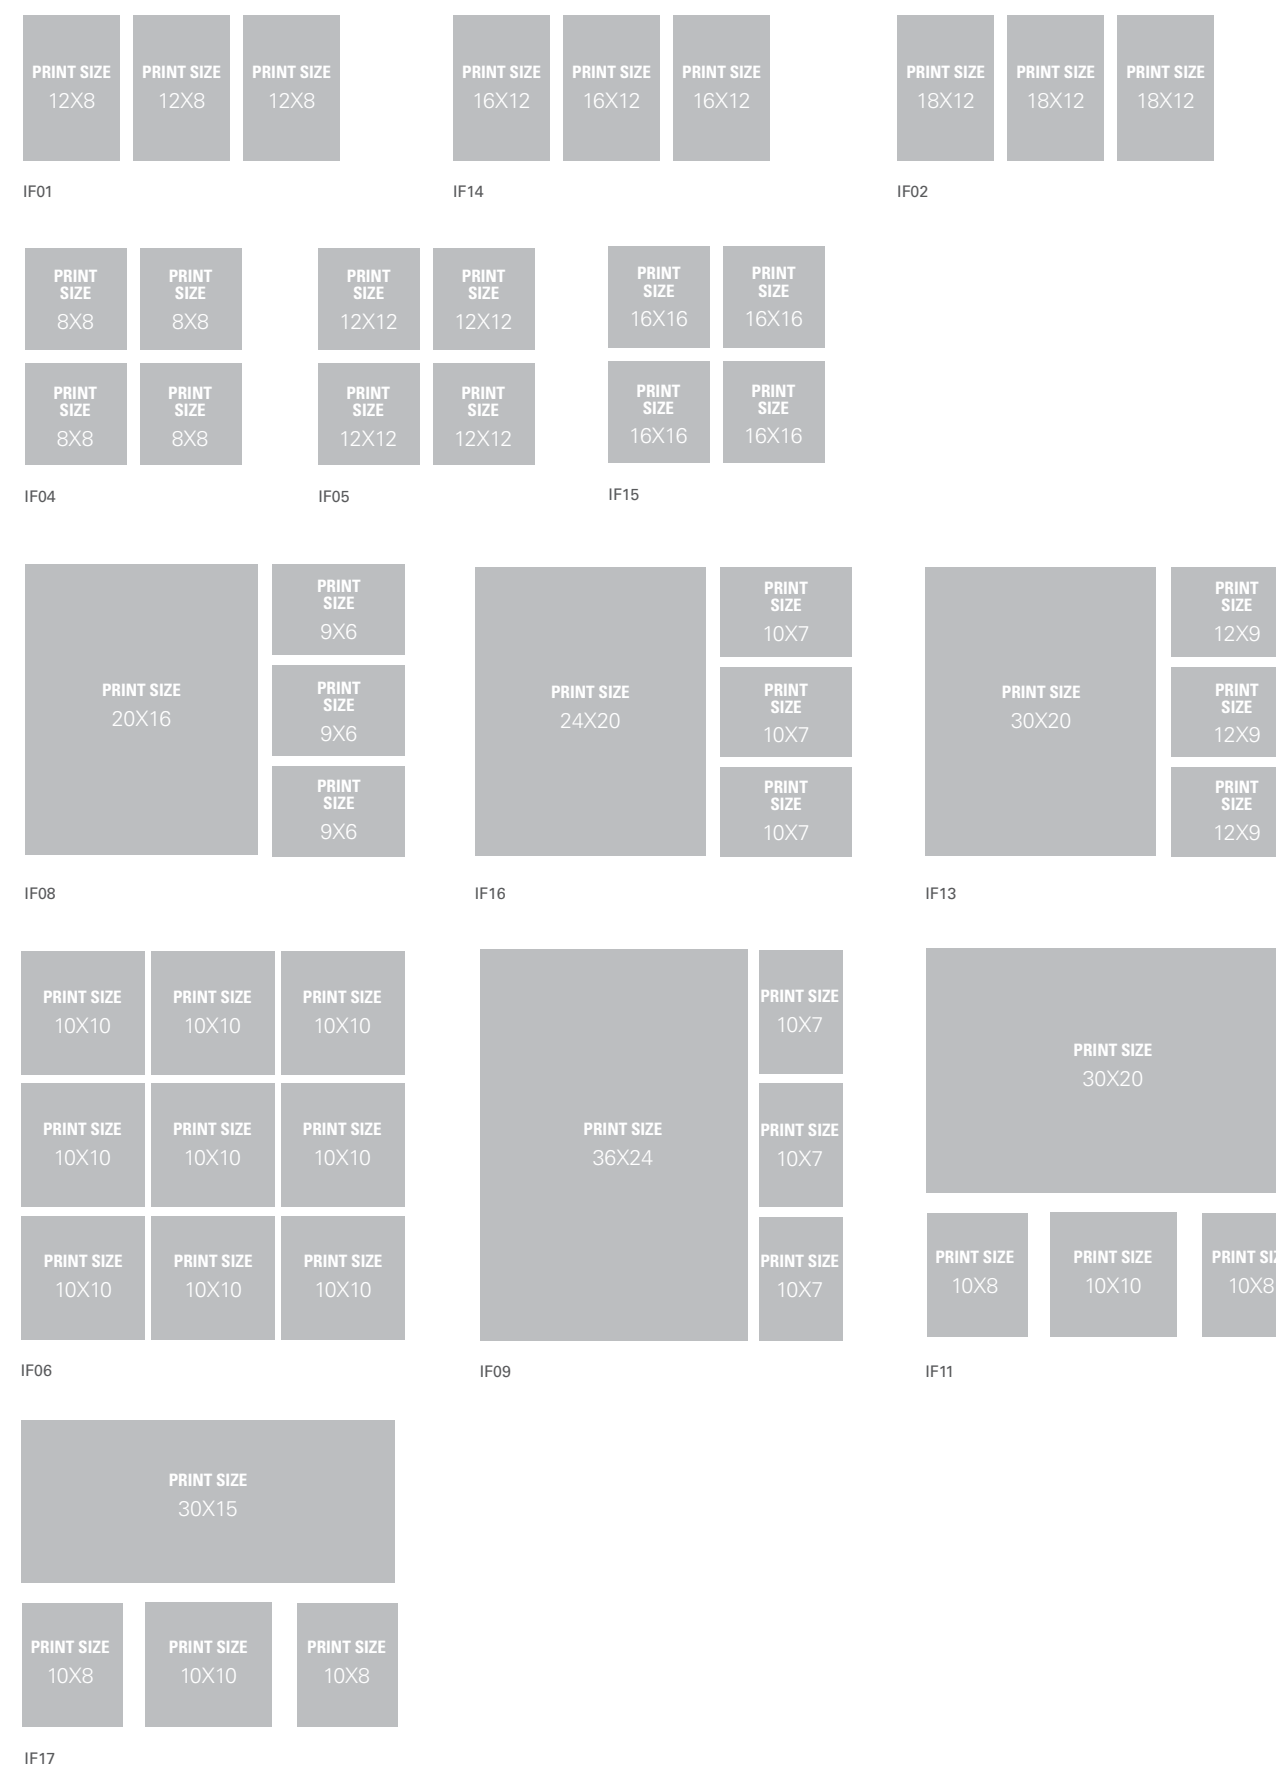 PRINT SIZE
12X8
PRINT SIZE
12X8
PRINT SIZE
12X8
IF01
PRINT SIZE
16X12
PRINT SIZE
16X12
PRINT SIZE
16X12
IF14
PRINT SIZE
18X12
PRINT SIZE
18X12
PRINT SIZE
18X12
IF02
PRINT
SIZE
8X8
PRINT
SIZE
8X8
PRINT
SIZE
8X8
PRINT
SIZE
8X8
IF04
PRINT
SIZE
12X12
PRINT
SIZE
12X12
PRINT
SIZE
12X12
PRINT
SIZE
12X12
IF05
PRINT
SIZE
16X16
PRINT
SIZE
16X16
PRINT
SIZE
16X16
PRINT
SIZE
16X16
IF15
PRINT SIZE
20X16
PRINT
SIZE
9X6
PRINT
SIZE
9X6
PRINT
SIZE
9X6
IF08
PRINT SIZE
24X20
PRINT
SIZE
10X7
PRINT
SIZE
10X7
PRINT
SIZE
10X7
IF16
PRINT SIZE
30X20
PRINT
SIZE
12X9
PRINT
SIZE
12X9
PRINT
SIZE
12X9
IF13
PRINT SIZE
10X10
PRINT SIZE
10X10
PRINT SIZE
10X10
PRINT SIZE
10X10
PRINT SIZE
10X10
PRINT SIZE
10X10
PRINT SIZE
10X10
PRINT SIZE
10X10
PRINT SIZE
10X10
IF06
PRINT SIZE
36X24
PRINT SIZE
10X7
PRINT SIZE
10X7
PRINT SIZE
10X7
IF09
PRINT SIZE
30X20
PRINT SIZE
10X8
PRINT SIZE
10X10
PRINT
10X8
IF11
PRINT SIZE
30X15
PRINT SIZE
10X8
PRINT SIZE
10X10
PRINT SIZE
10X8
IF17